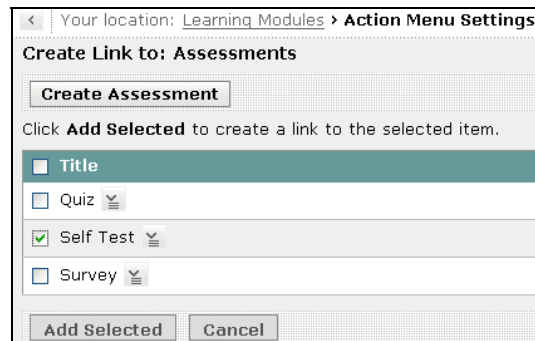 Your location: Learning Modules › Action Menu Settings
Create Link to: Assessments
Create Assessment
Click Add Selected to create a link to the selected item.
Title
Quiz
Self Test
Survey
Add Selected Cancel